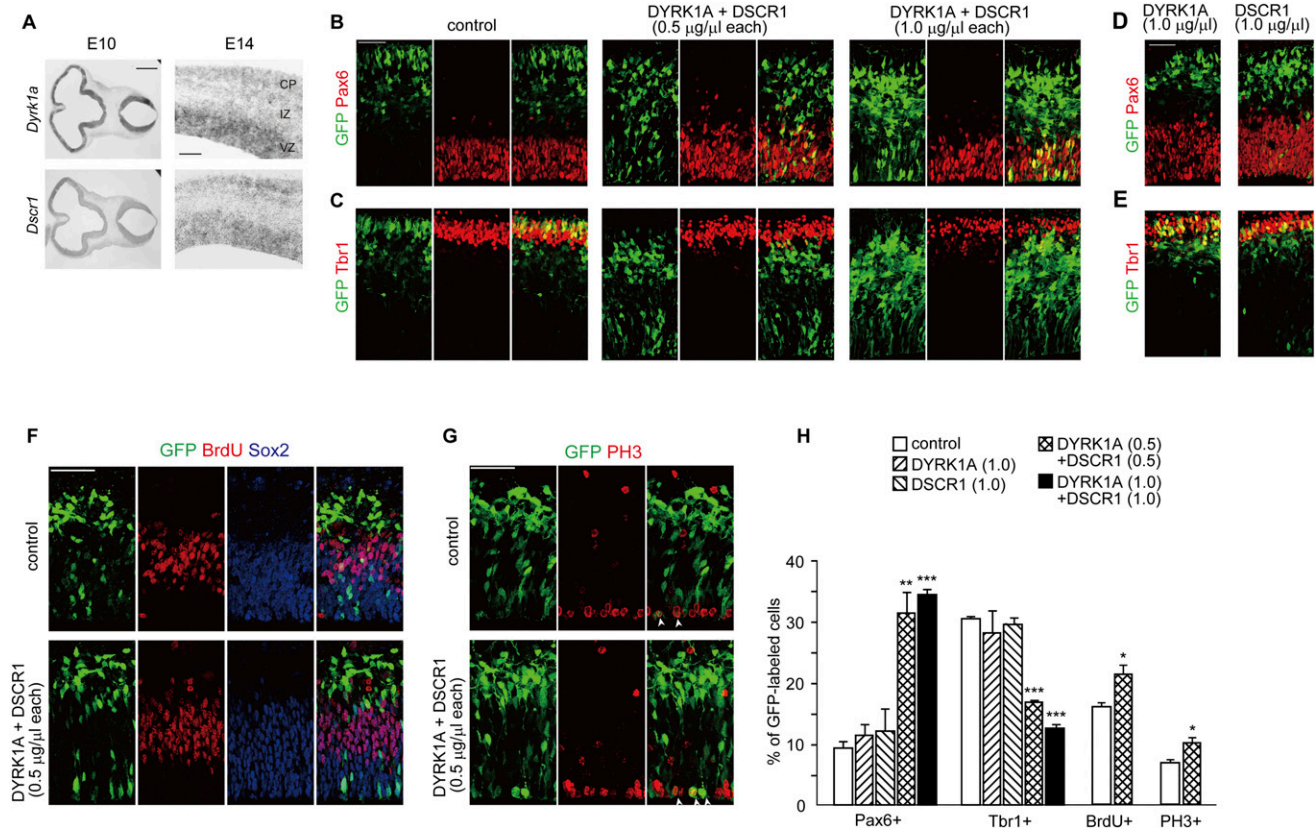 A
E10
E14
Dyrk1a
CP
IZ
VZ
Dscr1
B
control
DYRK1A + DSCR1
(0.5 µg/µl each)
DYRK1A + DSCR1
(1.0 µg/µl each)
GFP Pax6
C
GFP Tbr1
D
DYRK1A
(1.0 µg/µl)
DSCR1
(1.0 µg/µl)
GFP Pax6
E
GFP Tbr1
F
GFP BrdU Sox2
control
DYRK1A + DSCR1
(0.5 µg/µl each)
G
GFP PH3
control
DYRK1A + DSCR1
(0.5 µg/µl each)
H
control
DYRK1A (1.0)
DSCR1 (1.0)
DYRK1A (0.5)
+DSCR1 (0.5)
DYRK1A (1.0)
+DSCR1 (1.0)
% of GFP-labeled cells
40
30
20
10
0
** ***
***
***
*
*
Pax6+ Tbr1+ BrdU+ PH3+